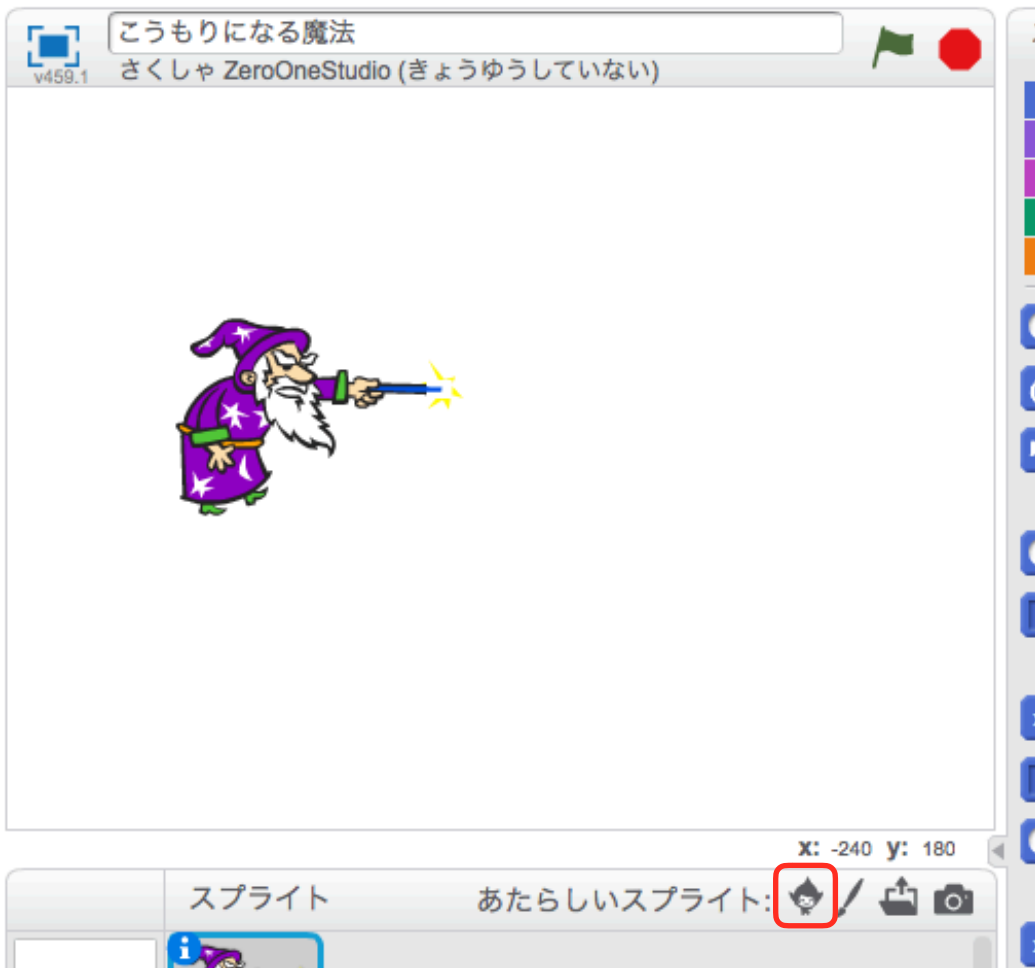 こうもりになる魔法
v459.1
さくしゃ ZeroOneStudio (きょうゆうしていない)
x: -240 y: 180
スプライト
あたらしいスプライト: